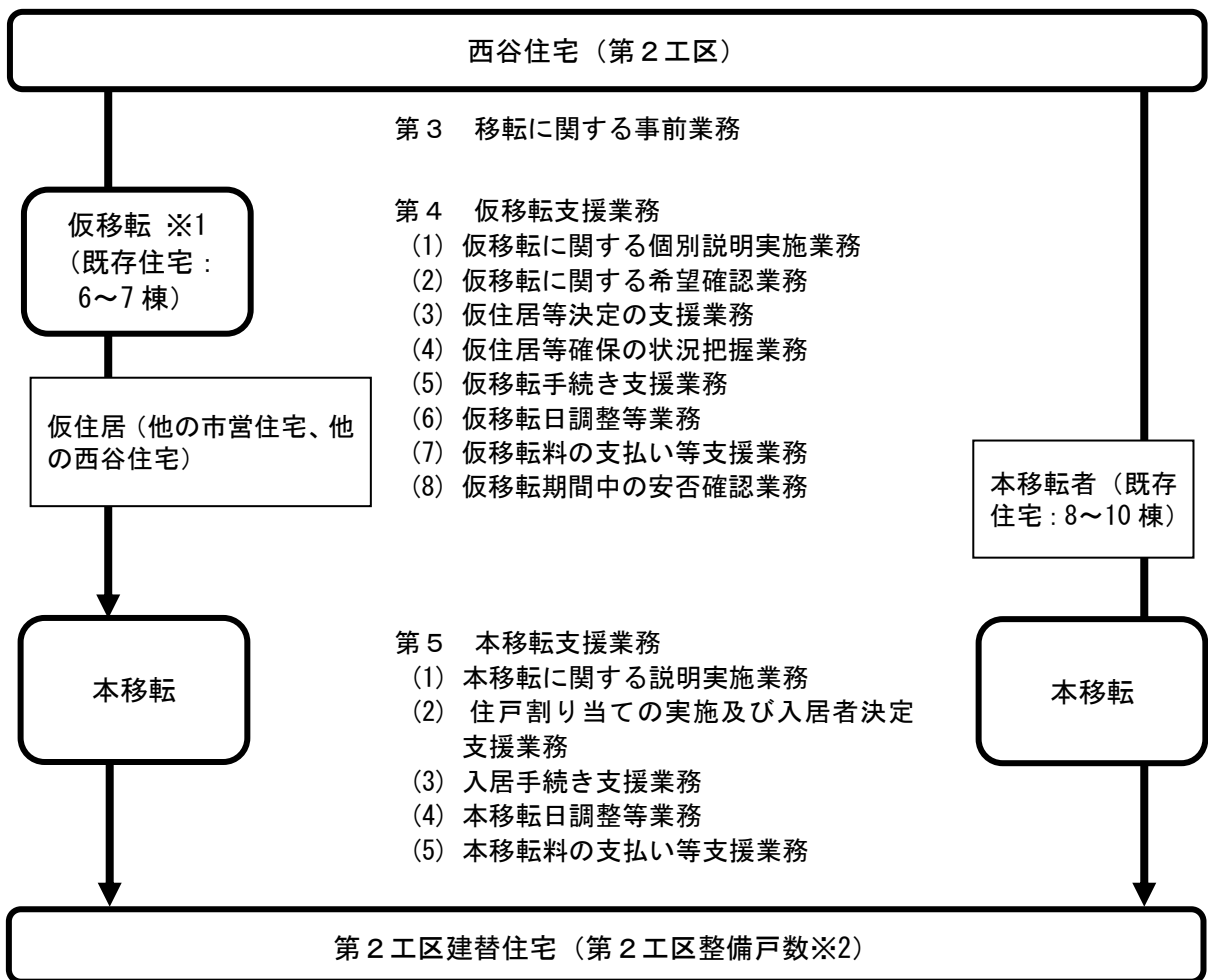 西谷住宅（第２工区）
第３　移転に関する事前業務
仮移転 ※1
（既存住宅：
6～7 棟）
第４　仮移転支援業務
(1) 仮移転に関する個別説明実施業務
(2) 仮移転に関する希望確認業務
(3) 仮住居等決定の支援業務
(4) 仮住居等確保の状況把握業務
(5) 仮移転手続き支援業務
(6) 仮移転日調整等業務
(7) 仮移転料の支払い等支援業務
(8) 仮移転期間中の安否確認業務
仮住居（他の市営住宅、他
の西谷住宅）
本移転者（既存
住宅：8～10 棟）
本移転
第５　本移転支援業務
(1) 本移転に関する説明実施業務
(2) 住戸割り当ての実施及び入居者決定
支援業務
(3) 入居手続き支援業務
(4) 本移転日調整等業務
(5) 本移転料の支払い等支援業務
本移転
第２工区建替住宅（第２工区整備戸数※2）